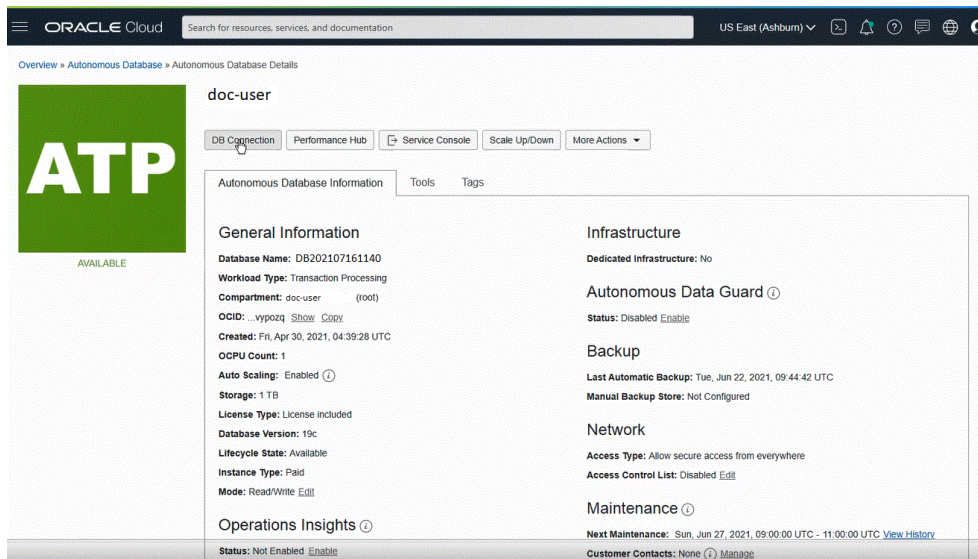 ORACLE Cloud
Search for resources, services, and documentation
US East (Ashburn)
Overview » Autonomous Database » Autonomous Database Details
ATP
AVAILABLE
doc-user
DB Connection
Performance Hub
Service Console
Scale Up/Down
More Actions
Autonomous Database Information
Tools
Tags
General Information
Database Name: DB202107161140
Workload Type: Transaction Processing
Compartment: doc-user (root)
OCID: ...vypozq Show Copy
Created: Fri, Apr 30, 2021, 04:39:28 UTC
OCPU Count: 1
Auto Scaling: Enabled
Storage: 1 TB
License Type: License included
Database Version: 19c
Lifecycle State: Available
Instance Type: Paid
Mode: Read/Write Edit
Operations Insights
Status: Not Enabled Enable
Infrastructure
Dedicated Infrastructure: No
Autonomous Data Guard
Status: Disabled Enable
Backup
Last Automatic Backup: Tue, Jun 22, 2021, 09:44:42 UTC
Manual Backup Store: Not Configured
Network
Access Type: Allow secure access from everywhere
Access Control List: Disabled Edit
Maintenance
Next Maintenance: Sun, Jun 27, 2021, 09:00:00 UTC - 11:00:00 UTC View History
Customer Contacts: None Manage